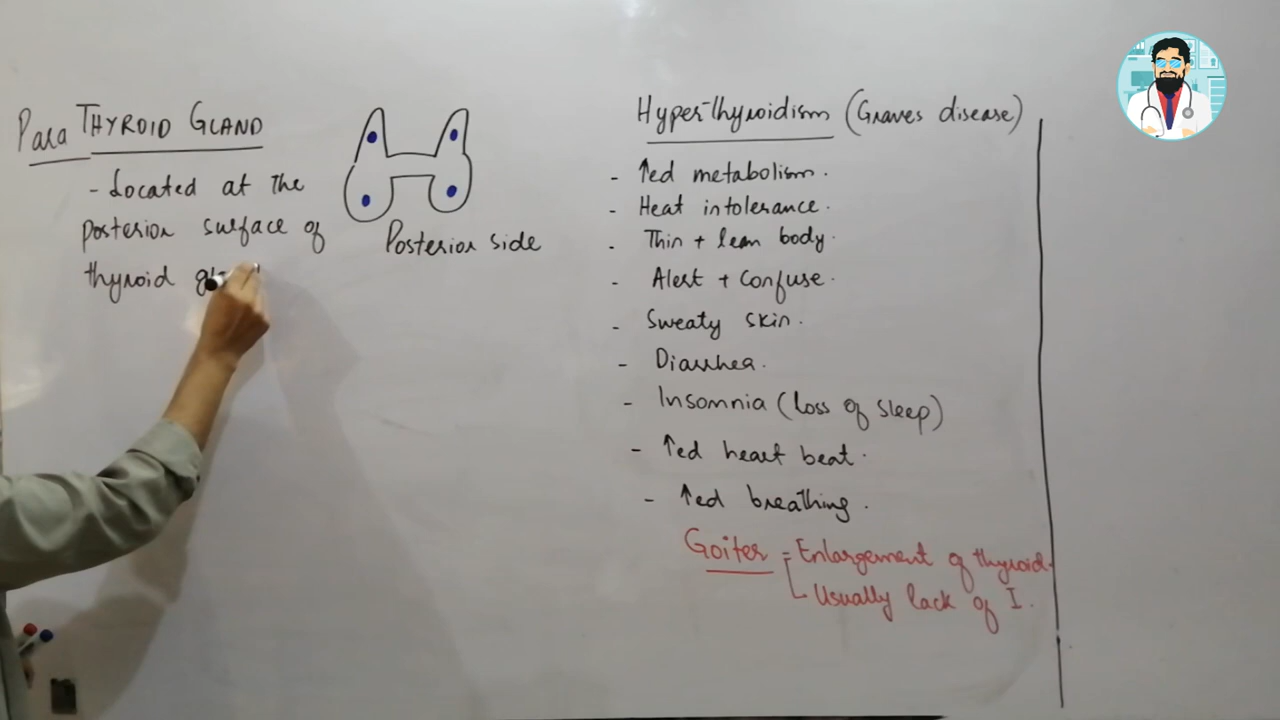 Para THYROID GLAND
- Located at the
posterior surface of
thyroid
Posterior side
Hyperthyroidism (Graves disease)
- ↑ed metabolism.
- Heat intolerance.
- Thin + lean body.
- Alert + Confuse.
- Sweaty skin.
- Diarrhea.
- Insomnia (loss of sleep)
- ↑ed heart beat.
- ↑ed breathing.
Goiter = Enlargement of thyroid.
Usually lack of I.